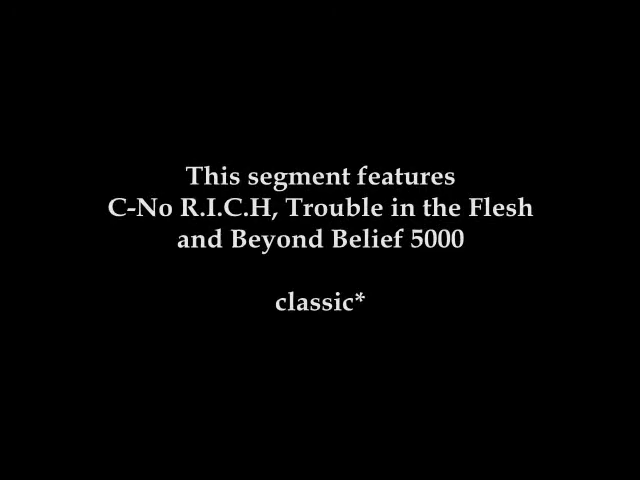 This segment features
C-No R.I.C.H, Trouble in the Flesh
and Beyond Belief 5000
classic*